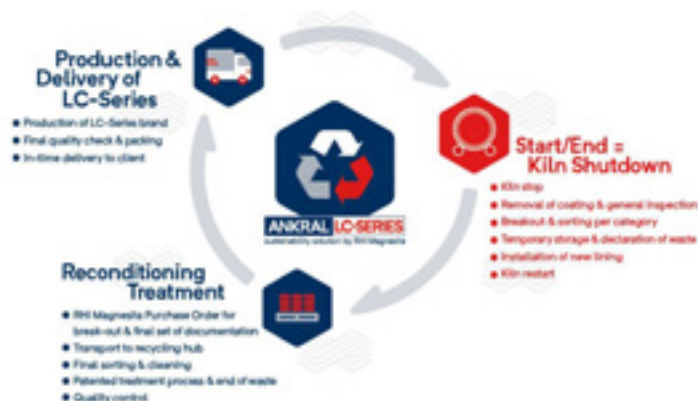 Production &
Delivery of
LC-Series
• Production of LC-Series brand
• Final quality check & packing
• In-time delivery to client
Start/End =
Kiln Shutdown
• Kiln stop
• Removal of coating & general inspection
• Breakout & sorting per category
• Temporary storage & declaration of waste
• Installation of new lining
• Kiln restart
ANKRAL LC-SERIES
sustainability solution by RHI Magnesita
Reconditioning
Treatment
• RHI Magnesita Purchase Order for
break-out & final set of documentation
• Transport to recycling hub
• Final sorting & cleaning
• Patented treatment process & end of waste
• Quality control